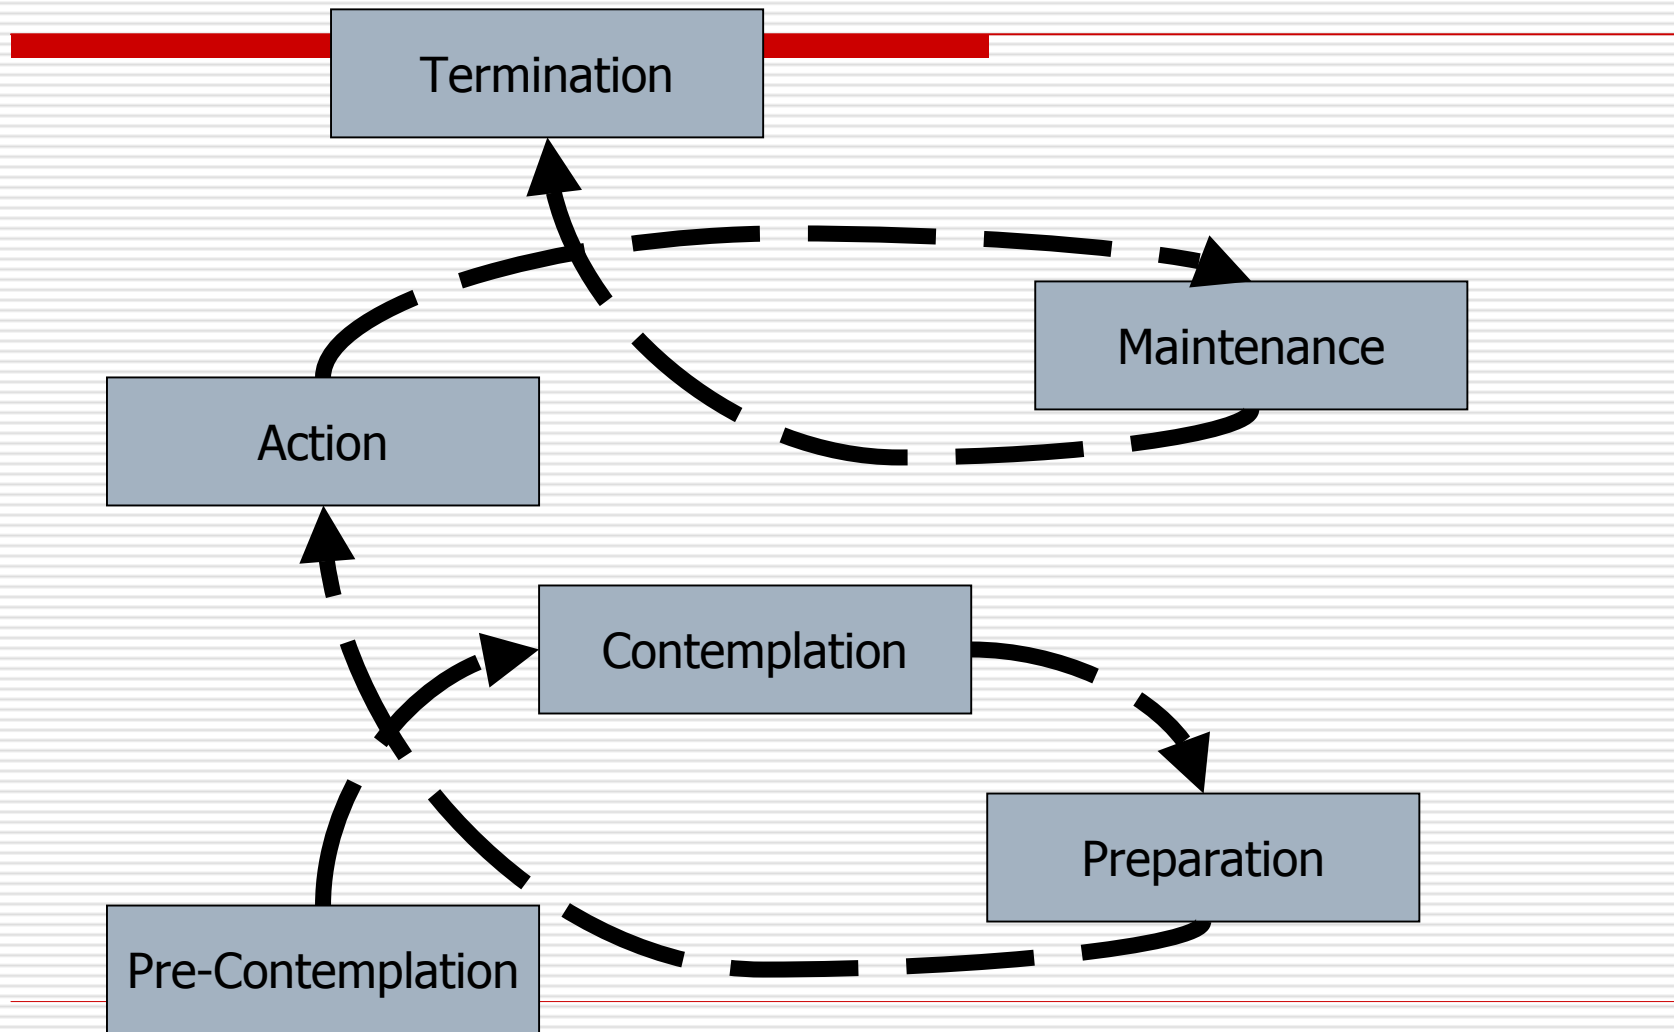 Termination
Maintenance
Action
Contemplation
Preparation
Pre-Contemplation